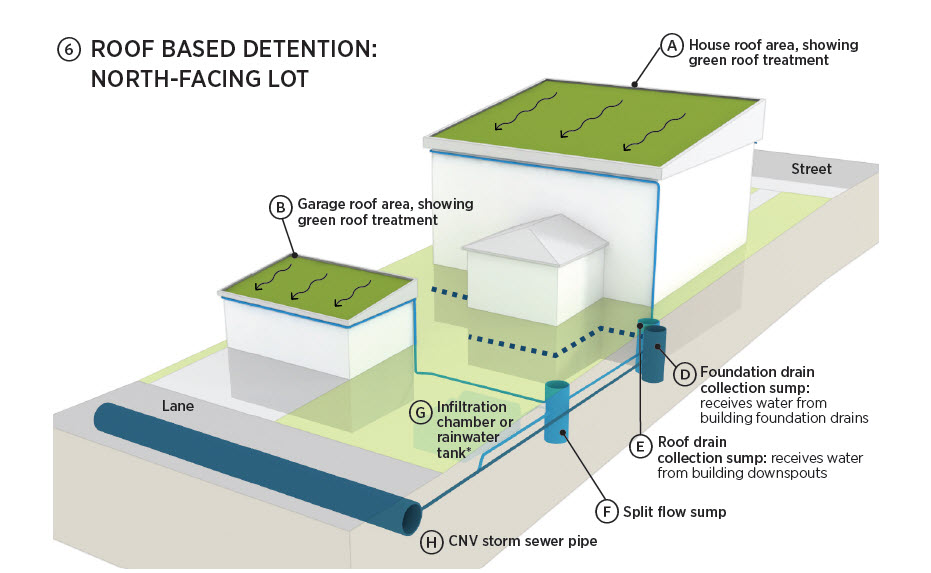 6 ROOF BASED DETENTION:
NORTH-FACING LOT
A House roof area, showing
green roof treatment
Street
B Garage roof area, showing
green roof treatment
D Foundation drain
collection sump:
receives water from
building foundation drains
Lane
G Infiltration
chamber or
rainwater
tank*
E Roof drain
collection sump: receives water
from building downspouts
F Split flow sump
H CNV storm sewer pipe